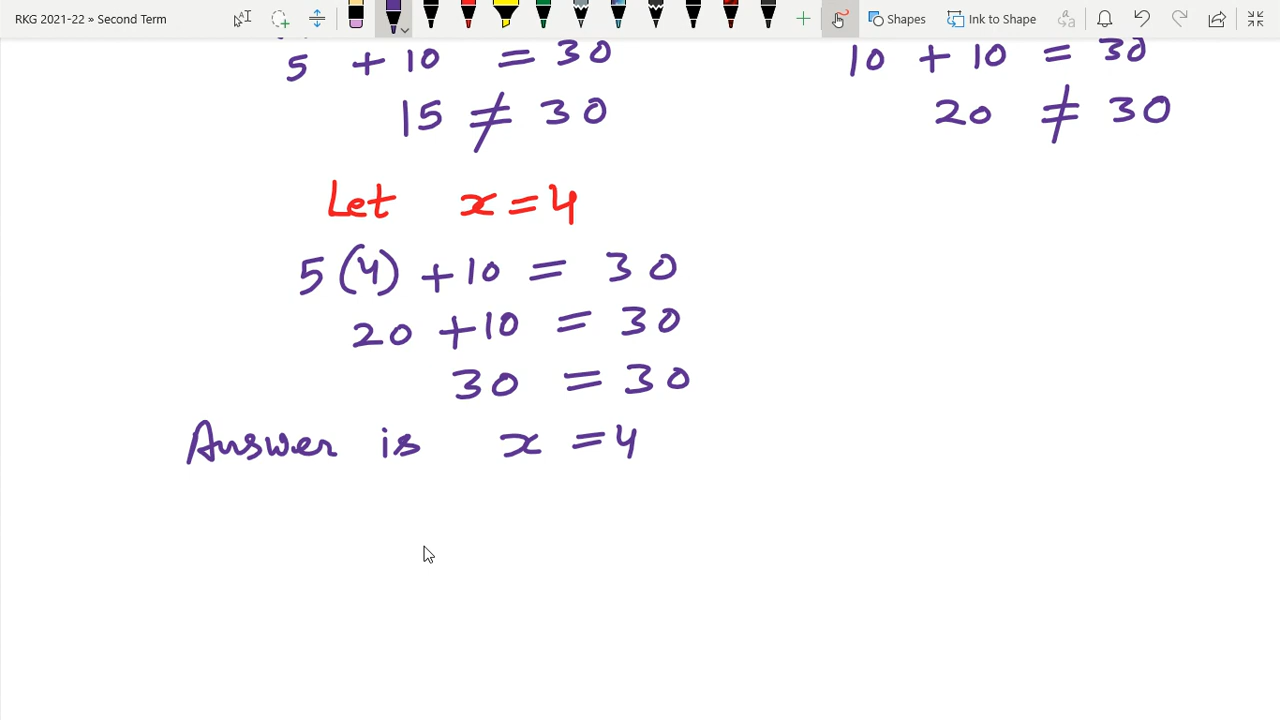 RKG 2021-22 » Second Term
Shapes
Ink to Shape
5 + 10 = 30
15 ≠ 30
10 + 10 = 30
20 ≠ 30
Let x = 4
5(4) + 10 = 30
20 + 10 = 30
30 = 30
Answer is x = 4